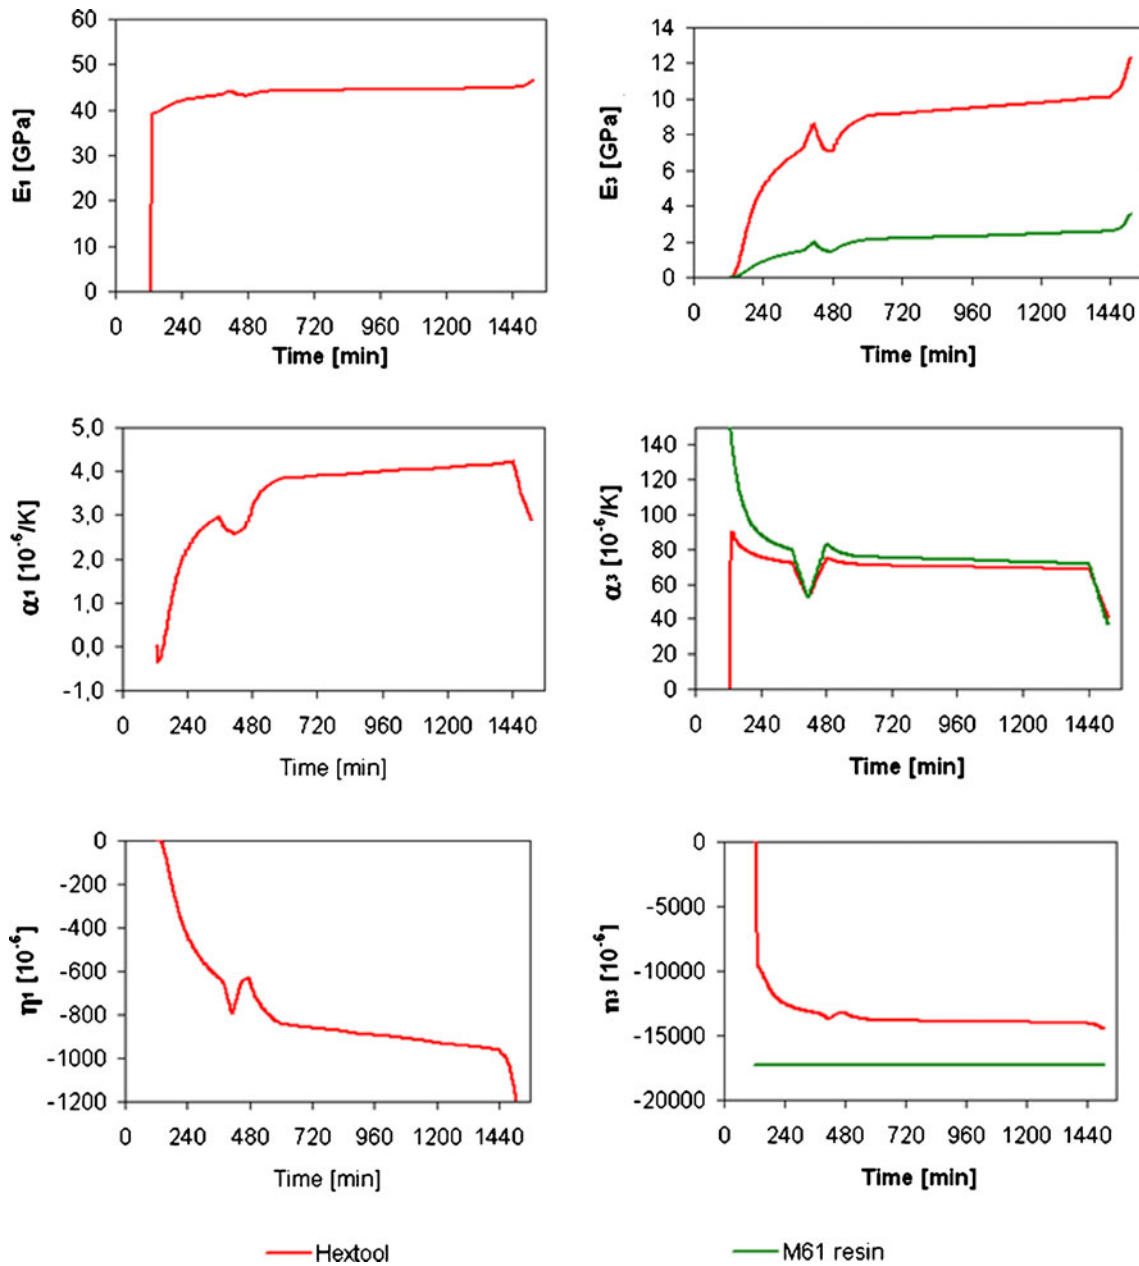 60
50
40
30
20
10
0
E1 [GPa]
0 240 480 720 960 1200 1440
Time [min]
14
12
10
8
6
4
2
0
E3 [GPa]
0 240 480 720 960 1200 1440
Time [min]
5,0
4,0
3,0
2,0
1,0
0,0
-1,0
α1 [10-6/K]
0 240 480 720 960 1200 1440
Time [min]
140
120
100
80
60
40
20
0
α3 [10-6/K]
0 240 480 720 960 1200 1440
Time [min]
0
-200
-400
-600
-800
-1000
-1200
η1 [10-6]
0 240 480 720 960 1200 1440
Time [min]
0
-5000
-10000
-15000
-20000
η3 [10-6]
0 240 480 720 960 1200 1440
Time [min]
Hextool
M61 resin